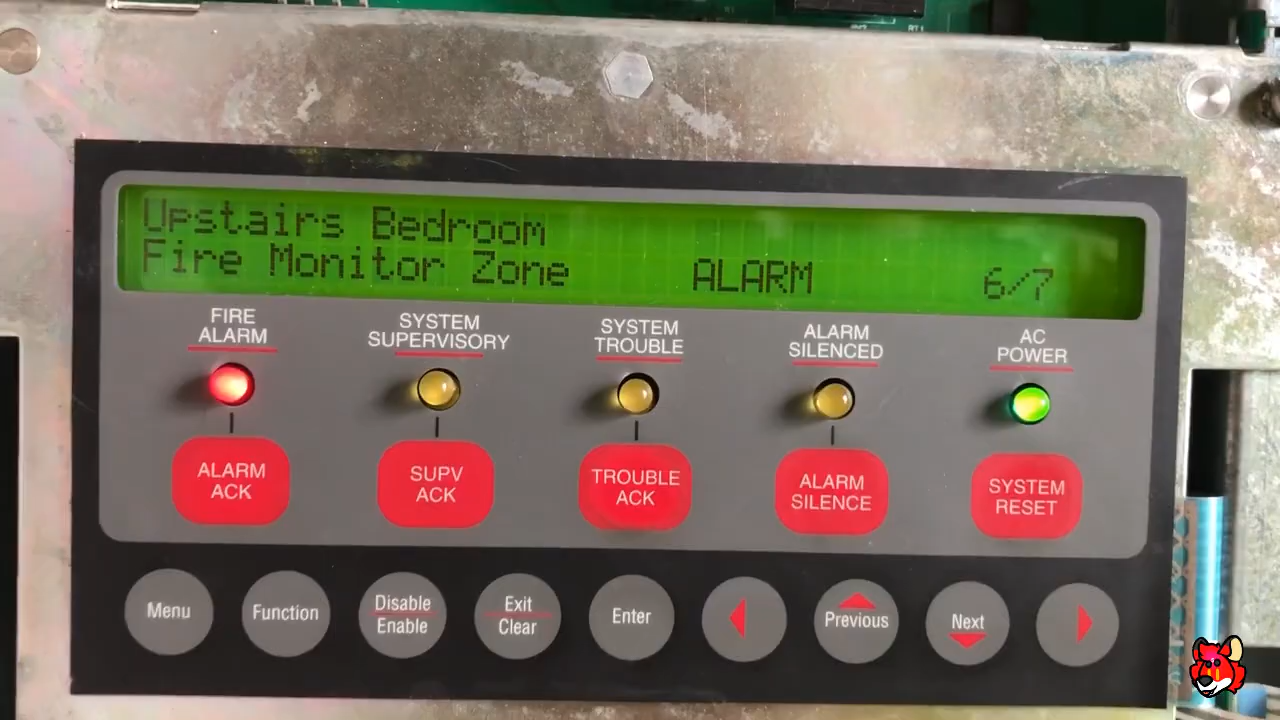 Upstairs Bedroom
Fire Monitor Zone ALARM 6/7
FIRE
ALARM
SYSTEM
SUPERVISORY
SYSTEM
TROUBLE
ALARM
SILENCED
AC
POWER
ALARM
ACK
SUPV
ACK
TROUBLE
ACK
ALARM
SILENCE
SYSTEM
RESET
Menu
Function
Disable
Enable
Exit
Clear
Enter
Previous
Next